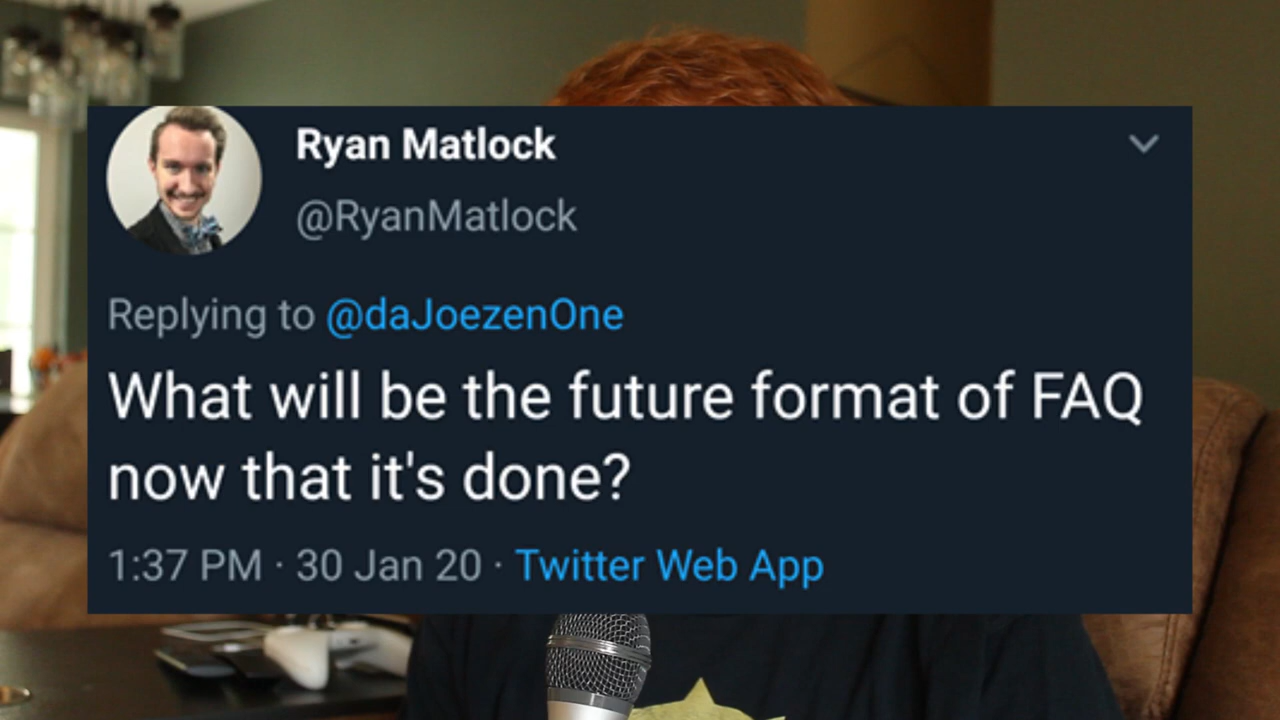 Ryan Matlock
@RyanMatlock
Replying to @daJoezenOne
What will be the future format of FAQ
now that it's done?
1:37 PM · 30 Jan 20 · Twitter Web App